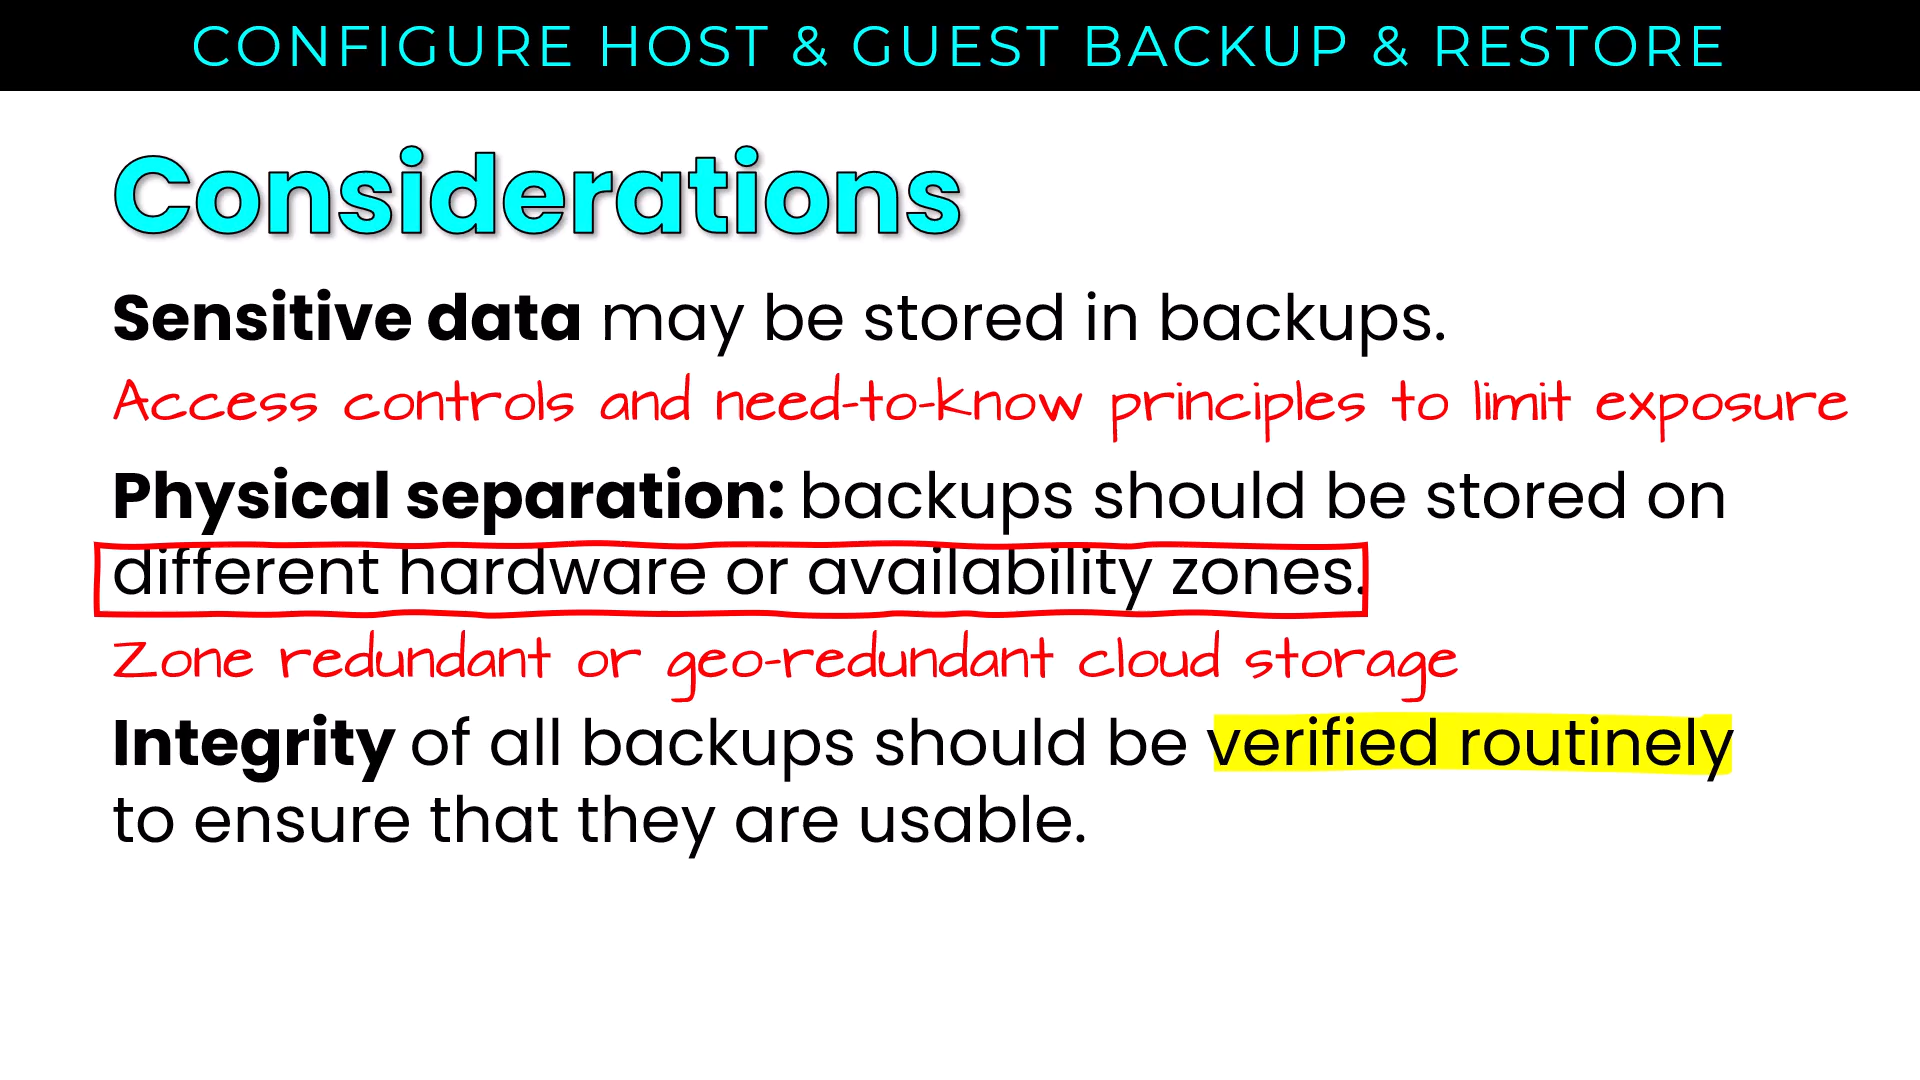 CONFIGURE HOST & GUEST BACKUP & RESTORE
Considerations
Sensitive data may be stored in backups.
Access controls and need-to-know principles to limit exposure
Physical separation: backups should be stored on
different hardware or availability zones.
Zone redundant or geo-redundant cloud storage
Integrity of all backups should be verified routinely
to ensure that they are usable.